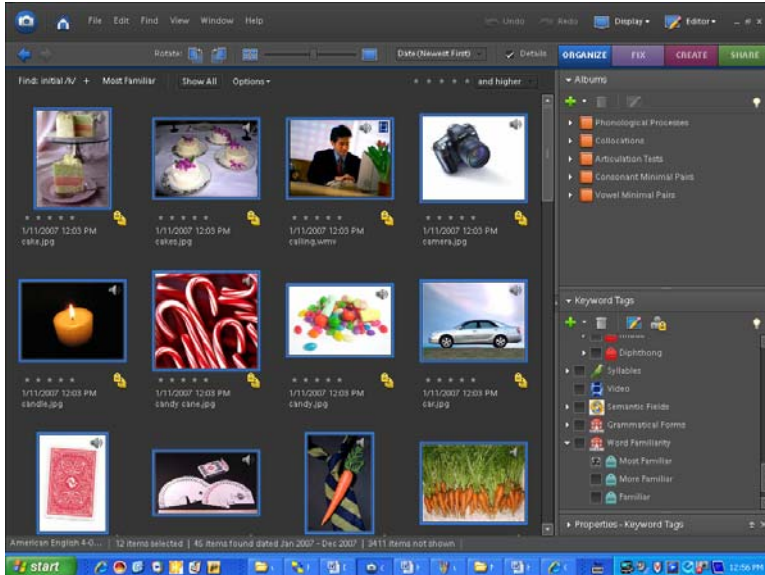 File Edit Find View Window Help
Undo Redo Display Editor
Rotate: Date (Newest First) Details ORGANIZE FIX CREATE SHARE
Find: initial /k/ + Most Familiar Show All Options and higher
Albums
Phonological Processes
Collocations
Articulation Tests
Consonant Minimal Pairs
Vowel Minimal Pairs
1/11/2007 12:03 PM
cake.jpg
1/11/2007 12:03 PM
cakes.jpg
1/11/2007 12:03 PM
calling.wmv
1/11/2007 12:03 PM
camera.jpg
1/11/2007 12:03 PM
candle.jpg
1/11/2007 12:03 PM
candy cane.jpg
1/11/2007 12:03 PM
candy.jpg
1/11/2007 12:03 PM
car.jpg
Keyword Tags
Diphthong
Syllables
Video
Semantic Fields
Grammatical Forms
Word Familiarity
Most Familiar
More Familiar
Familiar
Properties - Keyword Tags
American English 4-0... | 12 items selected | 45 items found dated Jan 2007 - Dec 2007 | 9411 items not shown |
start 12:56 PM